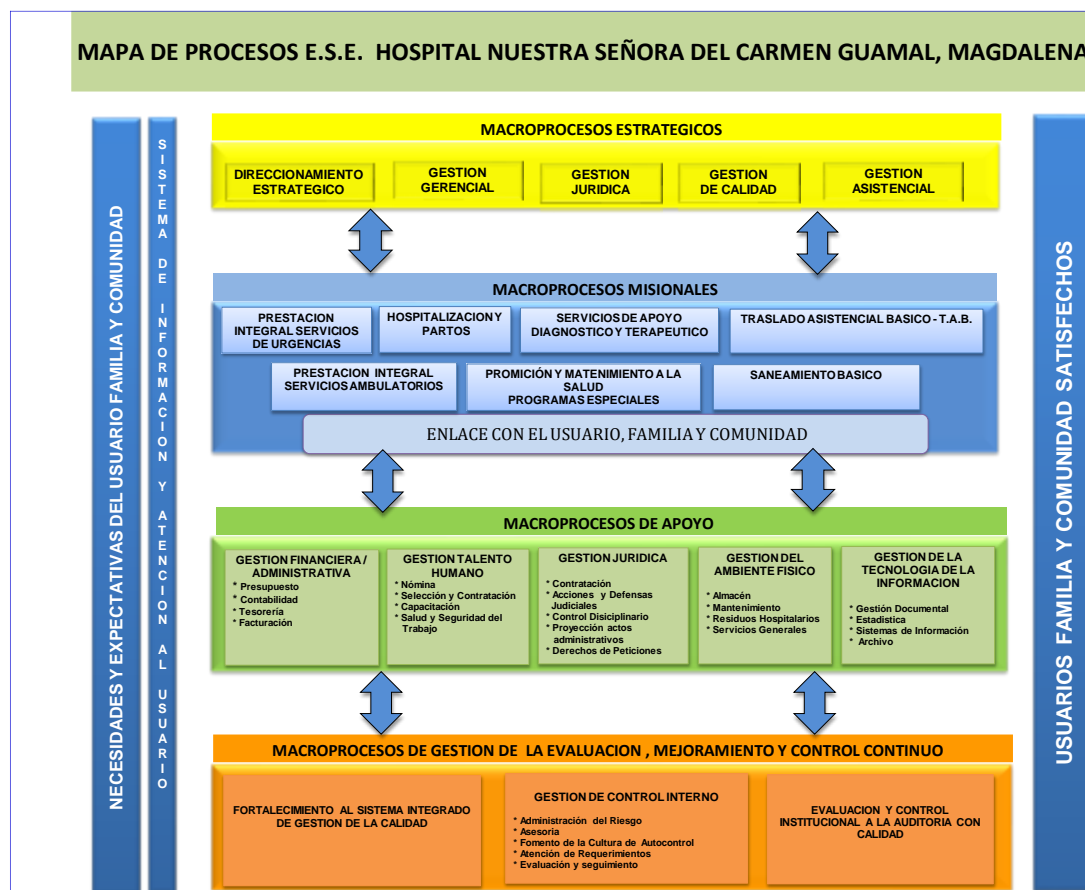 MAPA DE PROCESOS E.S.E. HOSPITAL NUESTRA SEÑORA DEL CARMEN GUAMAL, MAGDALENA
NECESIDADES Y EXPECTATIVAS DEL USUARIO FAMILIA Y COMUNIDAD
SISTEMA DE INFORMACION Y ATENCION AL USUARIO
MACROPROCESOS ESTRATEGICOS
DIRECCIONAMIENTO
ESTRATEGICO
GESTION
GERENCIAL
GESTION
JURIDICA
GESTION
DE CALIDAD
GESTION
ASISTENCIAL
MACROPROCESOS MISIONALES
PRESTACION
INTEGRAL SERVICIOS
DE URGENCIAS
HOSPITALIZACION Y
PARTOS
SERVICIOS DE APOYO
DIAGNOSTICO Y TERAPEUTICO
TRASLADO ASISTENCIAL BASICO - T.A.B.
PRESTACION INTEGRAL
SERVICIOS AMBULATORIOS
PROMICIÓN Y MATENIMIENTO A LA
SALUD
PROGRAMAS ESPECIALES
SANEAMIENTO BASICO
ENLACE CON EL USUARIO, FAMILIA Y COMUNIDAD
MACROPROCESOS DE APOYO
GESTION FINANCIERA /
ADMINISTRATIVA
* Presupuesto
* Contabilidad
* Tesorería
* Facturación
GESTION TALENTO
HUMANO
* Nómina
* Selección y Contratación
* Capacitación
* Salud y Seguridad del
Trabajo
GESTION JURIDICA
* Contratación
* Acciones y Defensas
Judiciales
* Control Disiciplinario
* Proyección actos
administrativos
* Derechos de Peticiones
GESTION DEL
AMBIENTE FISICO
* Almacén
* Mantenimiento
* Residuos Hospitalarios
* Servicios Generales
GESTION DE LA
TECNOLOGIA DE LA
INFORMACION
* Gestión Documental
* Estadistica
* Sistemas de Información
* Archivo
MACROPROCESOS DE GESTION DE LA EVALUACION , MEJORAMIENTO Y CONTROL CONTINUO
FORTALECIMIENTO AL SISTEMA INTEGRADO
DE GESTION DE LA CALIDAD
GESTION DE CONTROL INTERNO
* Administración del Riesgo
* Asesoría
* Fomento de la Cultura de Autocontrol
* Atención de Requerimientos
* Evaluación y seguimiento
EVALUACION Y CONTROL
INSTITUCIONAL A LA AUDITORIA CON
CALIDAD
USUARIOS FAMILIA Y COMUNIDAD SATISFECHOS